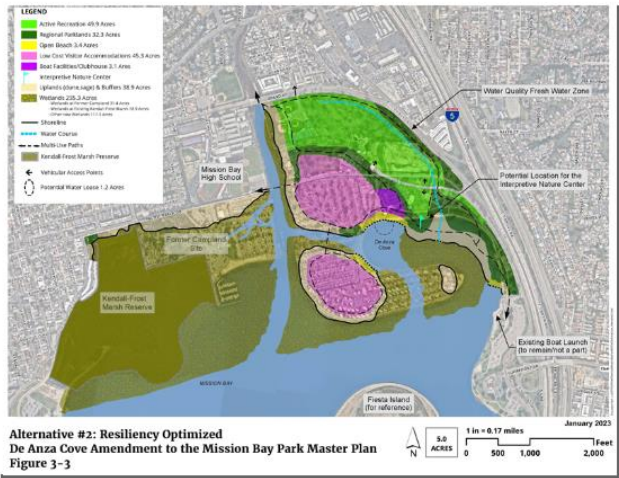 LEGEND
Active Recreation 49.9 Acres
Regional Parklands 32.3 Acres
Open Beach 3.4 Acres
Low Cost Visitor Accommodations 45.5 Acres
Boat Facilities/Clubhouse 3.1 Acres
Interpretive Nature Center
Uplands (dune,sage) & Buffers 38.9 Acres
Wetlands 235.3 Acres
Shoreline
Water Course
Multi-Use Paths
Kendall-Frost Marsh Preserve
Vehicular Access Points
Potential Water Lease 1.2 Acres
Water Quality Fresh Water Zone
5
Mission Bay
High School
Potential Location for the
Interpretive Nature Center
Former Campland
Site
De Anza
Cove
Kendall-Frost
Marsh Reserve
Existing Boat Launch
(to remain/not a part)
MISSION BAY
Fiesta Island
(for reference)
January 2023
Alternative #2: Resiliency Optimized
De Anza Cove Amendment to the Mission Bay Park Master Plan
Figure 3-3
N
5.0
ACRES
1 in = 0.17 miles
Feet
0 500 1,000 2,000